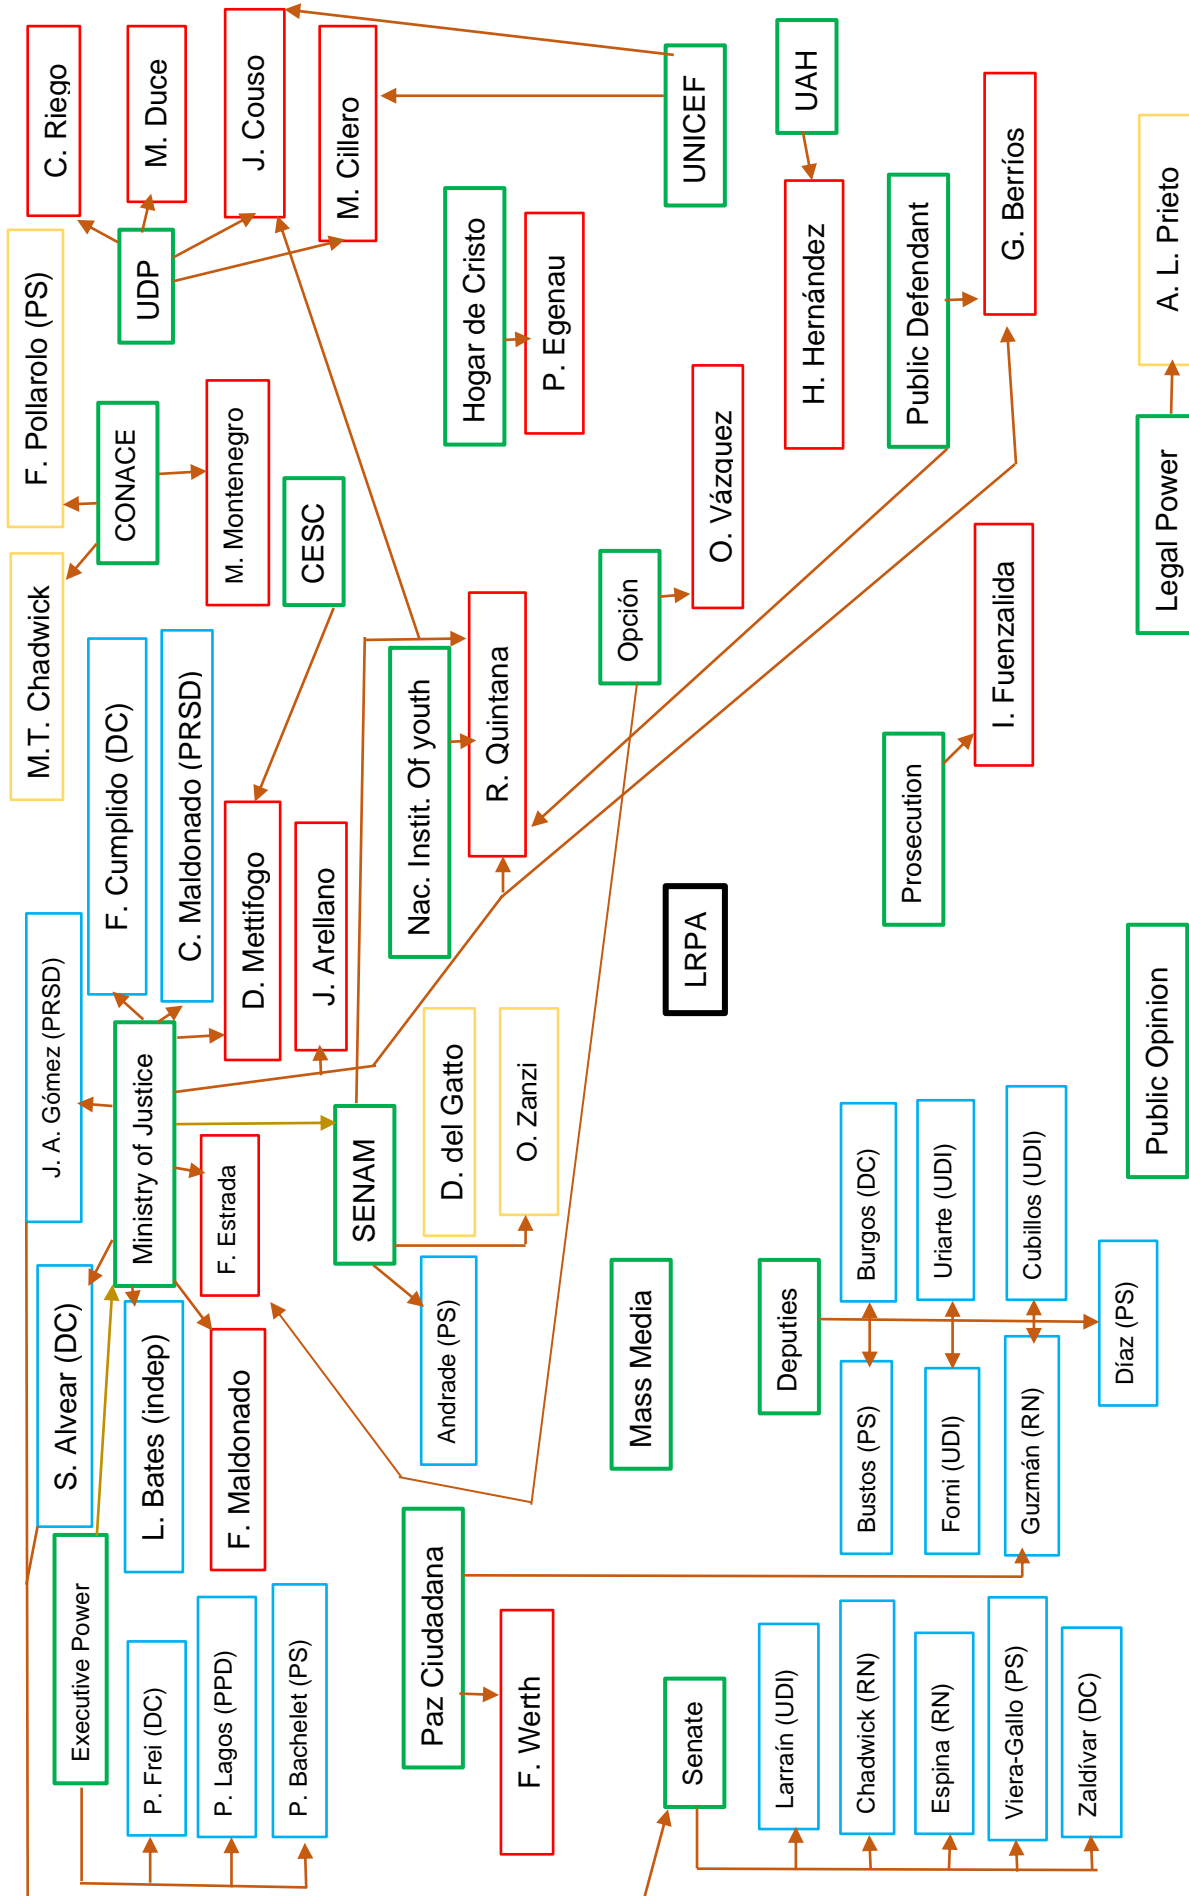 Executive Power
P. Frei (DC)
P. Lagos (PPD)
P. Bachelet (PS)
S. Alvear (DC)
L. Bates (indep)
F. Maldonado
J. A. Gómez (PRSD)
Ministry of Justice
F. Estrada
F. Cumplido (DC)
C. Maldonado (PRSD)
D. Mettifogo
J. Arellano
M.T. Chadwick
F. Pollarolo (PS)
CONACE
M. Montenegro
CESC
UDP
C. Riego
M. Duce
J. Couso
M. Cillero
SENAM
Andrade (PS)
D. del Gatto
O. Zanzi
Nac. Instit. Of youth
R. Quintana
Hogar de Cristo
P. Egenau
Paz Ciudadana
F. Werth
Mass Media
LRPA
Opción
O. Vázquez
UNICEF
UAH
H. Hernández
Senate
Larraín (UDI)
Chadwick (RN)
Espina (RN)
Viera-Gallo (PS)
Zaldívar (DC)
Deputies
Bustos (PS)
Burgos (DC)
Forni (UDI)
Uriarte (UDI)
Guzmán (RN)
Cubillos (UDI)
Díaz (PS)
Prosecution
I. Fuenzalida
Public Defendant
G. Berríos
Public Opinion
Legal Power
A. L. Prieto